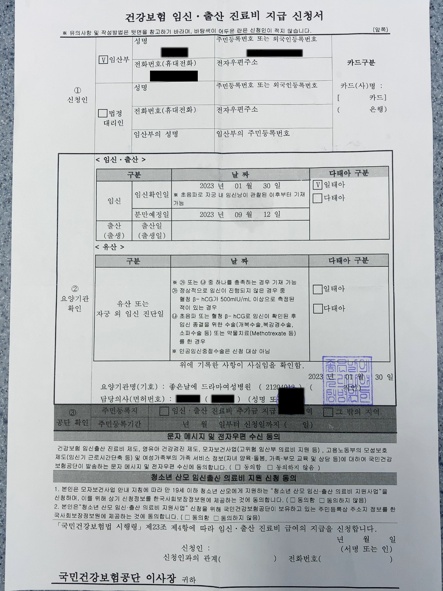 건강보험 임신·출산 진료비 지급 신청서
※ 유의사항 및 작성방법은 뒷면을 참고하기 바라며, 바탕색이 어두운 란은 신청인이 적지 않습니다. (앞쪽)
① 신청인
[V] 임산부
성명
주민등록번호 또는 외국인등록번호
전화번호(휴대전화)
전자우편주소
법정대리인
성명
주민등록번호 또는 외국인등록번호
전화번호(휴대전화)
전자우편주소
임산부의 성명
임산부의 주민등록번호
카드구분
카드(사)명 :
[ 카드]
( 은행)
② 요양기관 확인
< 임신·출산 >
구분 날 짜 다태아 구분
임신
임신확인일
2023 년 01 월 30 일
※ 초음파로 자궁 내 임신낭이 관찰된 이후부터 기재 가능
분만예정일
2023 년 09 월 12 일
출산(출생)
출산일(출생일)
년 월 일
[V] 일태아
다태아
< 유산 >
구분 날 짜 다태아 구분
유산 또는
자궁 외 임신 진단일
년 월 일
※ ㉮ 또는 ㉯ 중 하나를 충족하는 경우 기재 가능
㉮ 정상적으로 임신이 진행되지 않은 경우 중
혈청 β- hCG가 500mIU/mL 이상으로 측정된
적이 있는 경우
㉯ 초음파 또는 혈청 β- hCG로 임신이 확인된 후
임신 종결을 위한 수술(개복수술,복강경수술,
소파수술 등) 또는 약물치료(Methotrexate 등)
를 한 경우
※ 인공임신중절수술은 신청 대상 아님
일태아
다태아
위에 기록한 사항이 사실임을 확인함.
2023 년 01 월 30 일
요양기관명(기호) : 좋은날에 드라마여성병원 (
담당의사(면허번호) : ( ) (서명 또
③ 공단 확인
주민등록지
임신·출산 진료비 추가급 지급
그 밖의 지역
주민등록기간 년 월 일부터 신청일까지 ( 일)
문자 메시지 및 전자우편 수신 동의
건강보험 임신·출산 진료비 제도, 영유아 건강검진 제도, 모자보건사업(고위험 임산부 의료비 지원 등), 고용노동부의 모성보호
제도(임신기 근로시간단축 등) 및 여성가족부의 가족 서비스 정보(자녀 양육·돌봄, 가족·부모 교육 및 상담 등)에 대하여 국민건강
보험공단이 발송하는 문자 메시지 및 전자우편 수신에 동의합니다. ( □ 동의함 □ 동의하지 않음 )
청소년산모 임신출산 의료비 지원 신청 동의
1. 본인은 모자보건사업 안내 지침에 따라 만 19세 이하 청소년 산모에게 지원하는 "청소년 산모 임신·출산 의료비 지원사업"을
신청하며, 이를 위해 상기 신청정보를 한국사회보장정보원에 제공하는 것에 동의합니다. ( □ 동의함 □ 동의하지 않음)
2. 본인은"청소년 산모 임신·출산 의료비 지원사업" 신청을 위해 국민건강보험공단이 보유하고 있는 주민등록상 주소지 정보를 한
국사회보장정보원에 제공하는 것에 동의합니다. ( □동의함 □동의하지 않음)
「국민건강보험법 시행령」 제23조 제4항에 따라 임신·출산 진료비 급여의 지급을 신청합니다.
년 월 일
신청인 : (서명 또는 인)
신청인과의 관계( ) 전화번호( )
국민건강보험공단 이사장 귀하